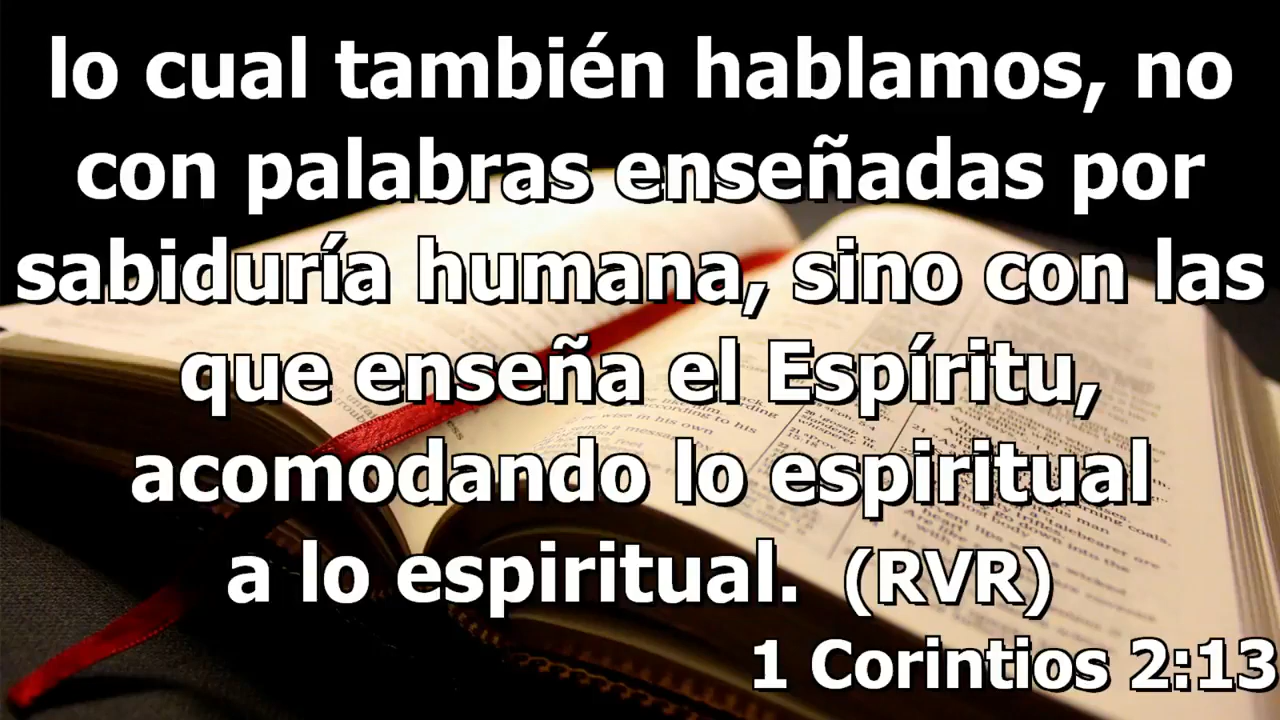 lo cual también hablamos, no
con palabras enseñadas por
sabiduría humana, sino con las
que enseña el Espíritu,
acomodando lo espiritual
a lo espiritual. (RVR)
1 Corintios 2:13